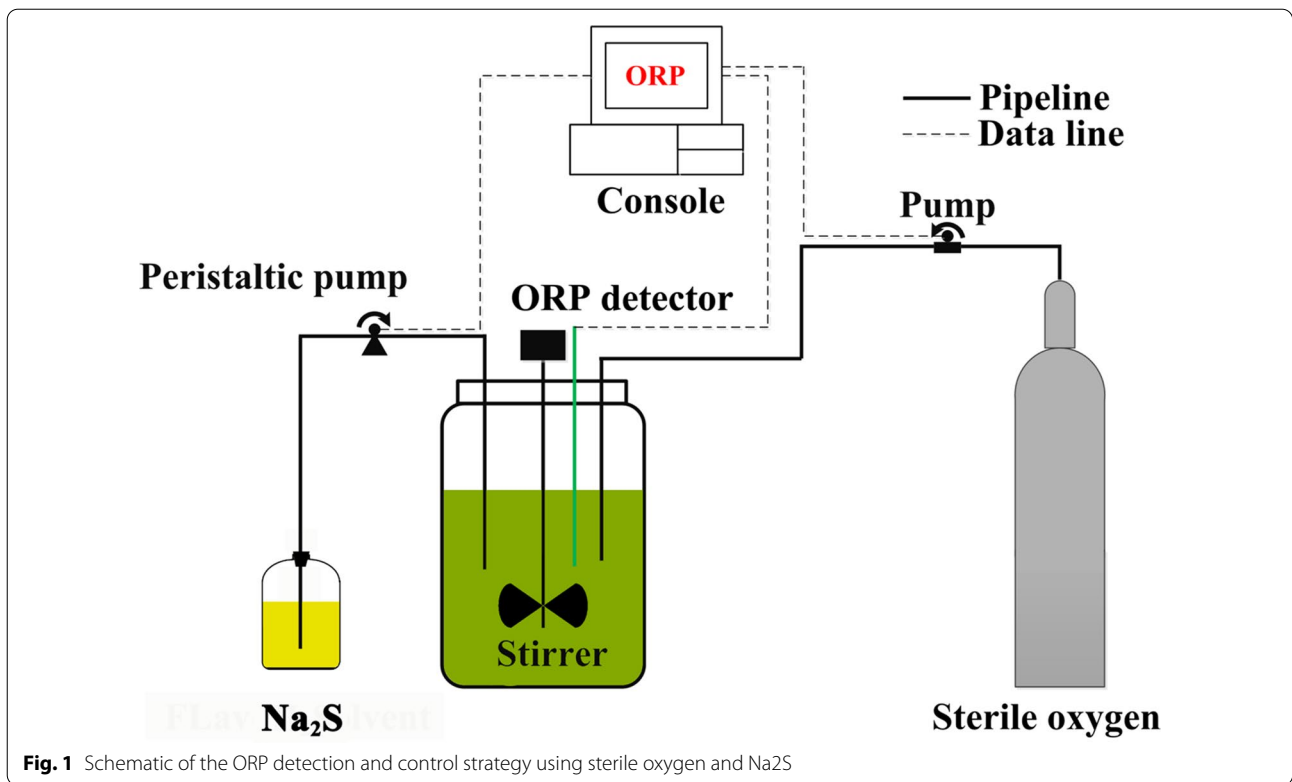 ORP
Pipeline
Data line
Console
Pump
Peristaltic pump
ORP detector
Stirrer
Na₂S
Sterile oxygen
Fig. 1 Schematic of the ORP detection and control strategy using sterile oxygen and Na2S